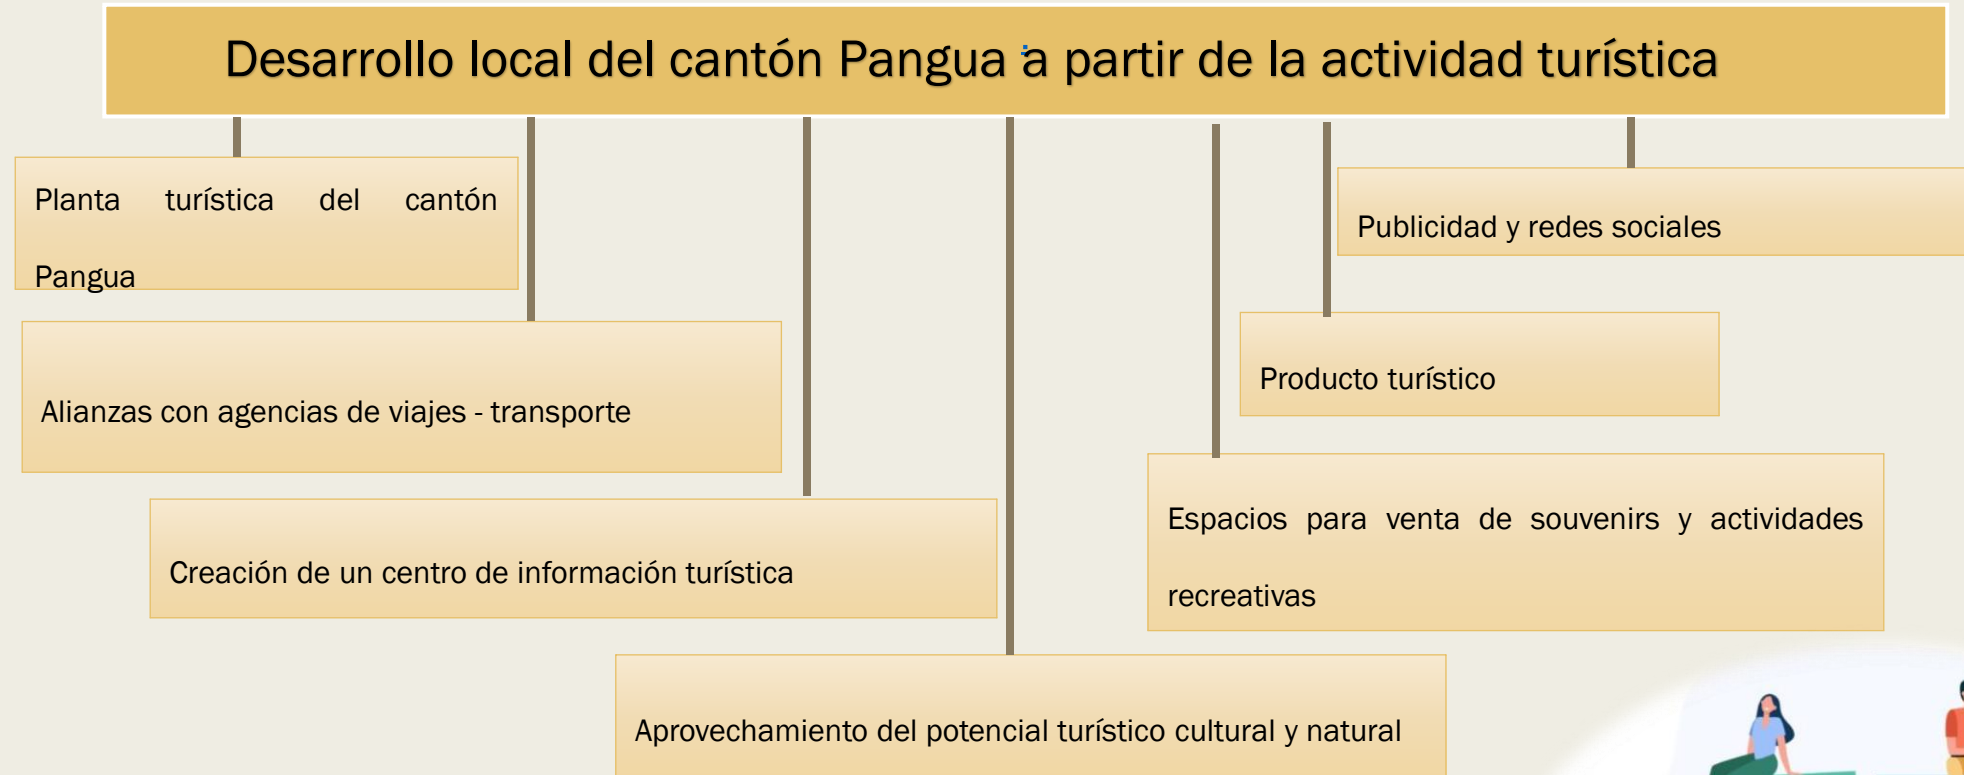 Desarrollo local del cantón Pangua a partir de la actividad turística
Planta turística del cantón
Pangua
Alianzas con agencias de viajes - transporte
Creación de un centro de información turística
Aprovechamiento del potencial turístico cultural y natural
Espacios para venta de souvenirs y actividades
recreativas
Producto turístico
Publicidad y redes sociales